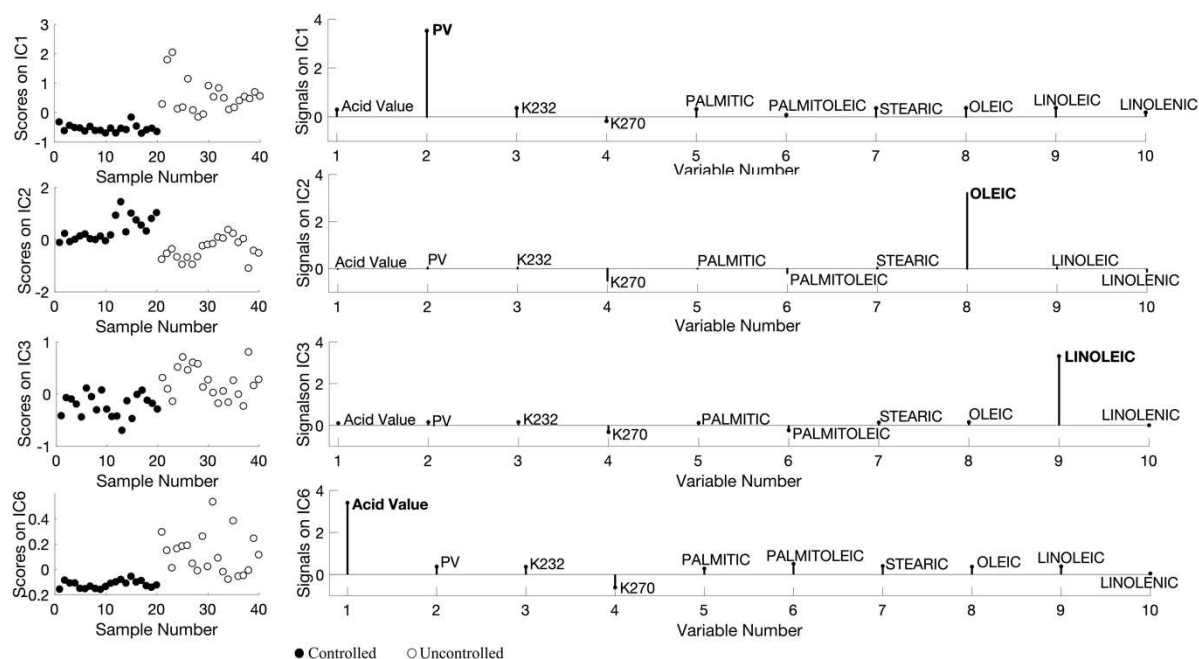 Scores on IC1
3
2
1
0
-1
0 10 20 30 40
Sample Number
Signals on IC1
4
2
0
PV
Acid Value
K232
K270
PALMITIC
PALMITOLEIC
STEARIC
OLEIC
LINOLEIC
LINOLENIC
1 2 3 4 5 6 7 8 9 10
Variable Number
Scores on IC2
2
0
-2
0 10 20 30 40
Sample Number
Signals on IC2
4
2
0
OLEIC
Acid Value
PV
K232
K270
PALMITIC
PALMITOLEIC
STEARIC
LINOLEIC
LINOLENIC
1 2 3 4 5 6 7 8 9 10
Variable Number
Scores on IC3
1
0
-1
0 10 20 30 40
Sample Number
Signalson IC3
4
2
0
LINOLEIC
Acid Value
PV
K232
K270
PALMITIC
PALMITOLEIC
STEARIC
OLEIC
LINOLENIC
1 2 3 4 5 6 7 8 9 10
Variable Number
Scores on IC6
0.4
0.2
0
-0.2
0 10 20 30 40
Sample Number
Signals on IC6
4
2
0
Acid Value
PV
K232
K270
PALMITIC
PALMITOLEIC
STEARIC
OLEIC
LINOLEIC
LINOLENIC
1 2 3 4 5 6 7 8 9 10
Variable Number
Controlled Uncontrolled